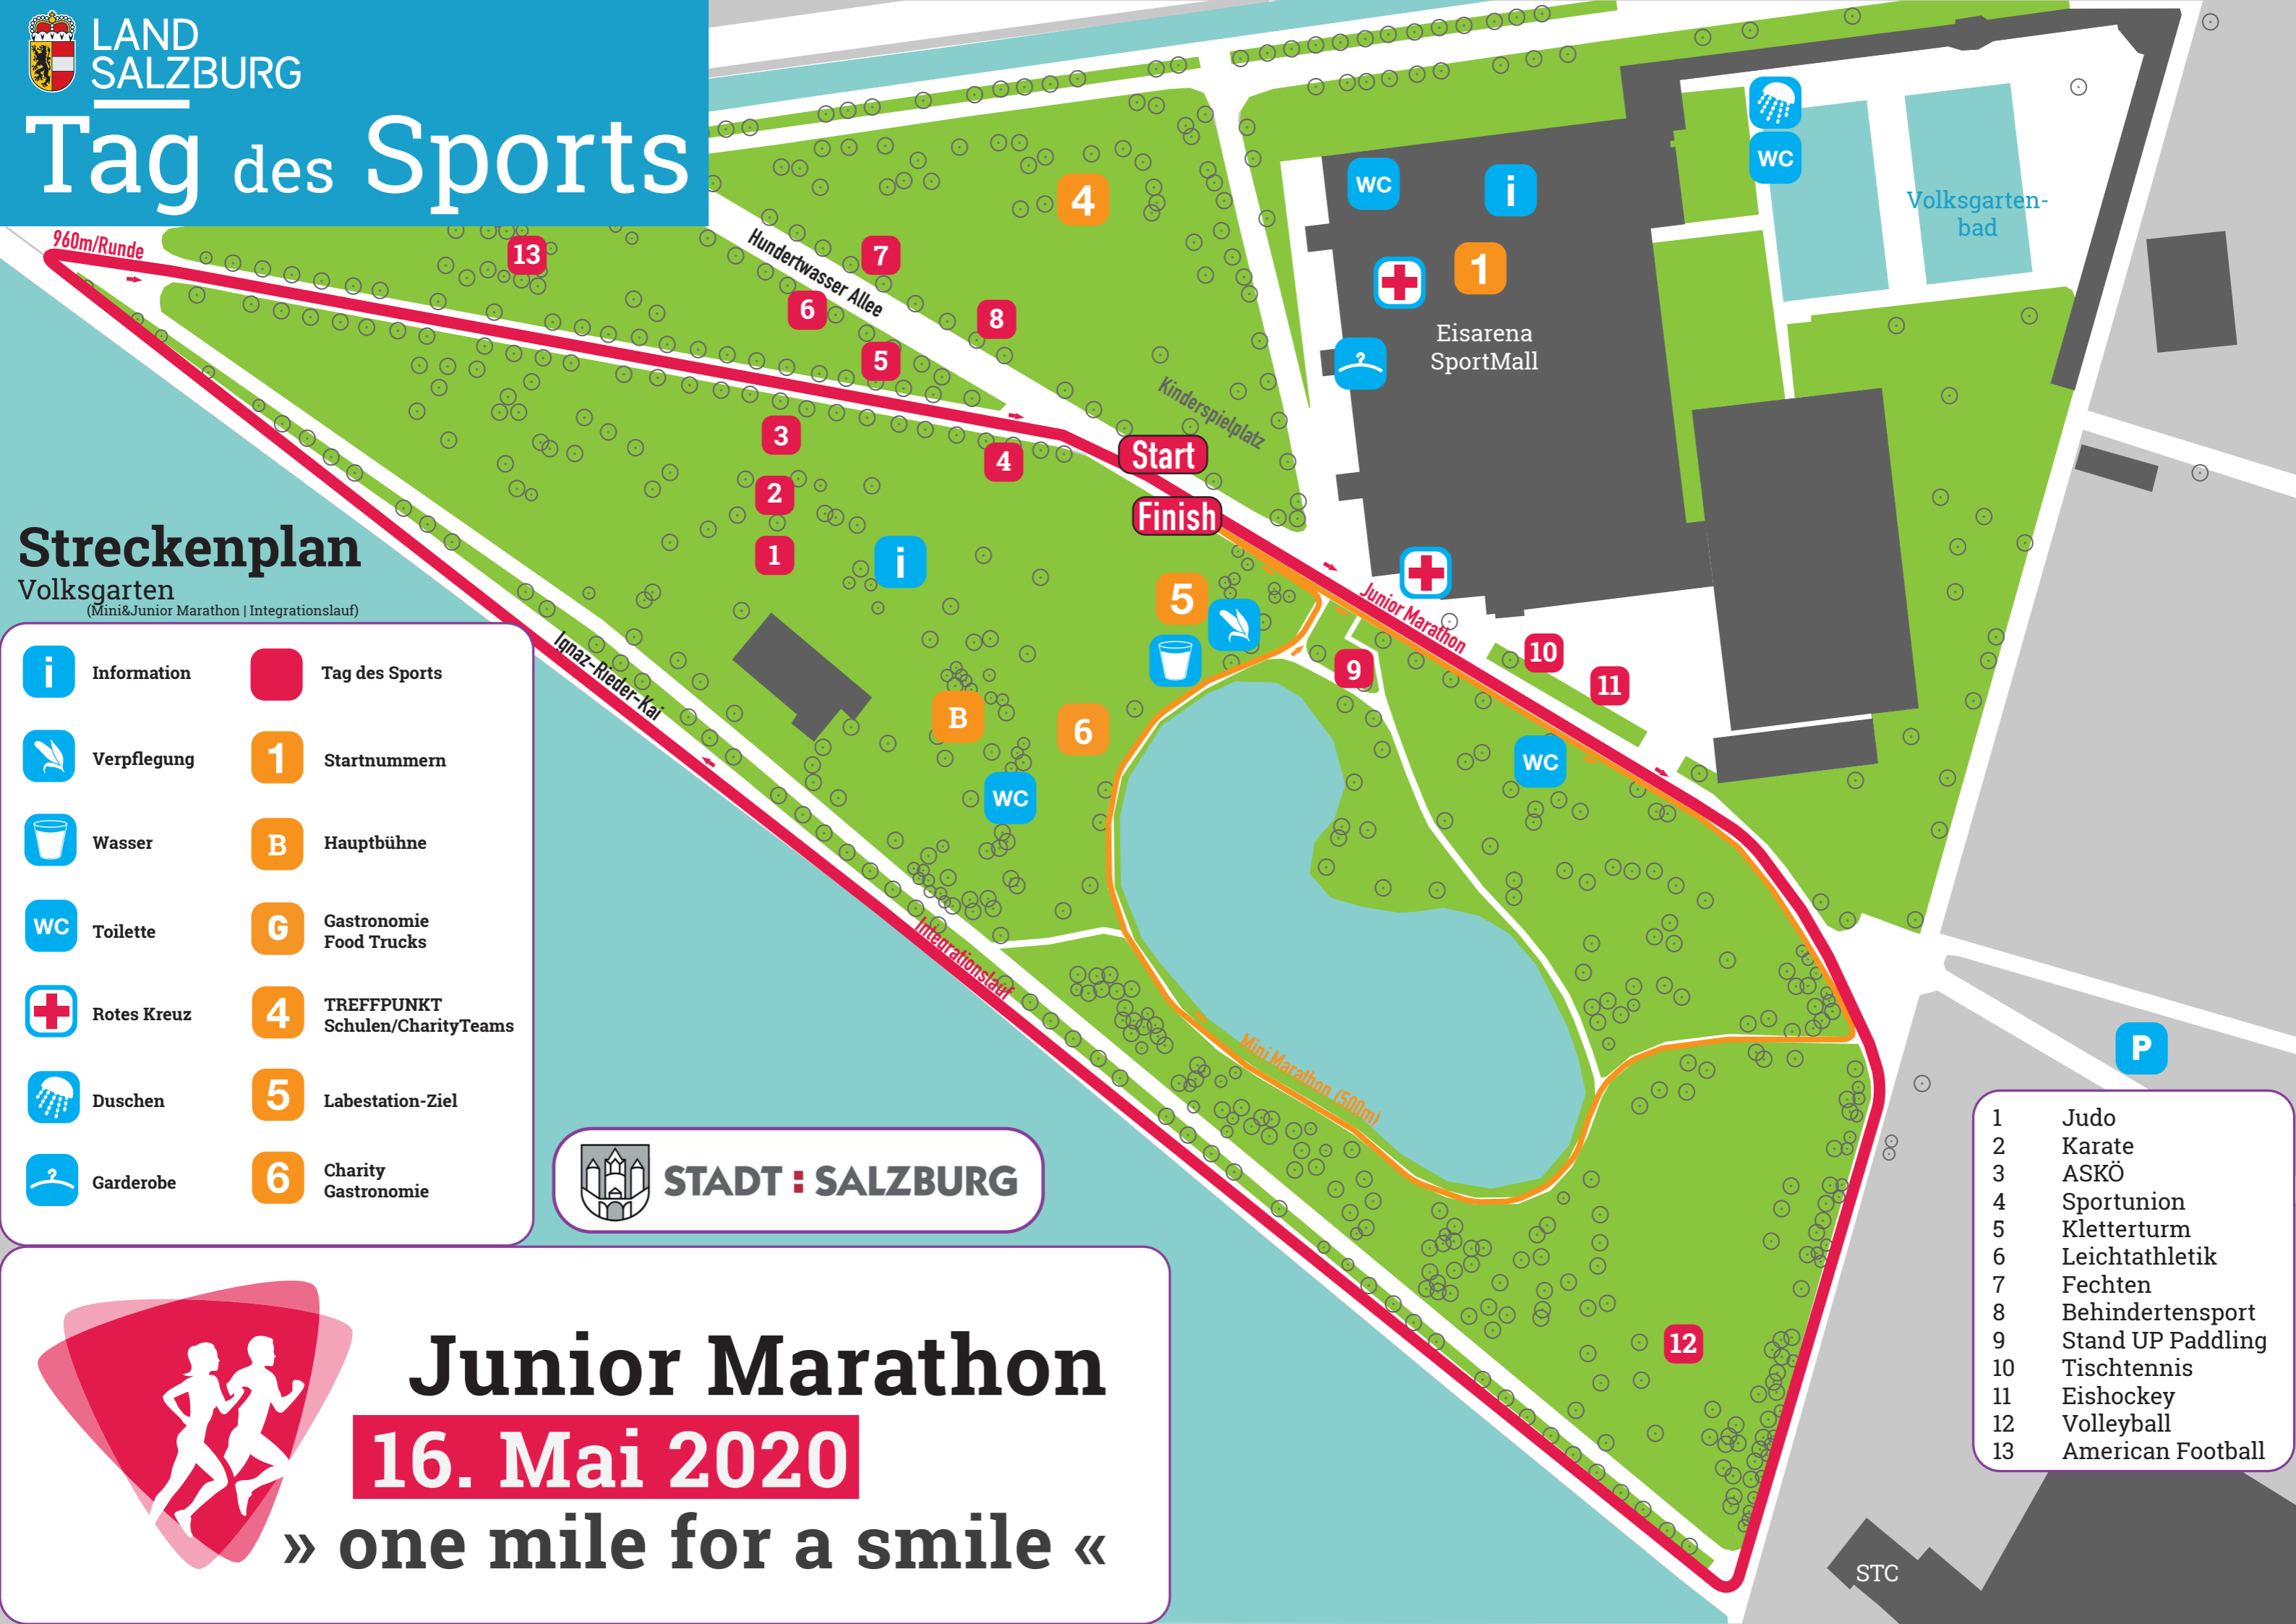 LAND
SALZBURG
Tag des Sports
960m/Runde
13
Hundertwasser Allee
7
6
8
5
4
3
4
2
1
i
Kinderspielplatz
Start
Finish
WC
i
1
Eisarena
SportMall
WC
Volksgarten-
bad
Junior Marathon
10
11
9
5
B
6
WC
WC
Ignaz-Rieder-Kai
Integrationslauf
Mini Marathon (500m)
12
P
STC
Streckenplan
Volksgarten
(Mini&Junior Marathon | Integrationslauf)
i Information
Tag des Sports
Verpflegung
1 Startnummern
Wasser
B Hauptbühne
WC Toilette
G Gastronomie
Food Trucks
Rotes Kreuz
4 TREFFPUNKT
Schulen/CharityTeams
Duschen
5 Labestation-Ziel
Garderobe
6 Charity
Gastronomie
STADT : SALZBURG
Junior Marathon
16. Mai 2020
» one mile for a smile «
1 Judo
2 Karate
3 ASKÖ
4 Sportunion
5 Kletterturm
6 Leichtathletik
7 Fechten
8 Behindertensport
9 Stand UP Paddling
10 Tischtennis
11 Eishockey
12 Volleyball
13 American Football